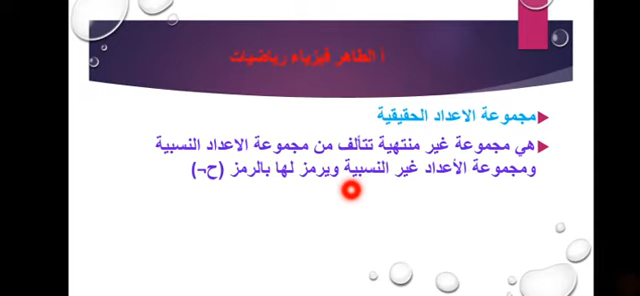 ا الطاهر فيزياء رياضيات
مجموعة الاعداد الحقيقية
هي مجموعة غير منتهية تتألف من مجموعة الاعداد النسبية
ومجموعة الأعداد غير النسبية ويرمز لها بالرمز (ح¬)